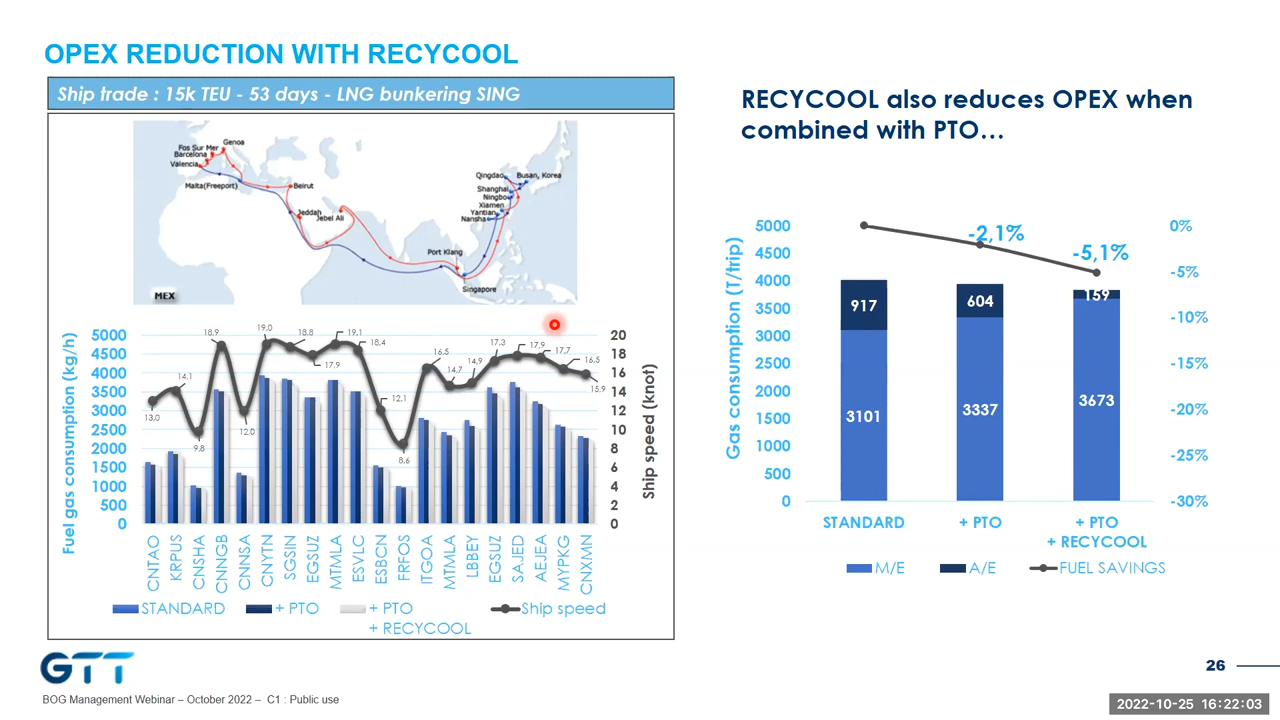 OPEX REDUCTION WITH RECYCOOL
Ship trade : 15k TEU - 53 days - LNG bunkering SING
Genoa
Fos Sur Mer
Barcelona
Valencia
Malta(Freeport)
Beirut
Jeddah
Jebel Ali
Port Klang
Singapore
Qingdao
Busan, Korea
Shanghai
Ningbo
Xiamen
Yantian
Nansha
MEX
Fuel gas consumption (kg/h)
5000
4500
4000
3500
3000
2500
2000
1500
1000
500
0
13,0
14,1
9,8
18,9
12,0
19,0
18,8
17,9
19,1
18,4
12,1
8,6
16,5
14,7
14,9
17,3
17,9
17,7
16,5
15,9
20
18
16
14
12
10
8
6
4
2
0
Ship speed (knot)
CNTAO
KRPUS
CNSHA
CNNGB
CNNSA
CNYTN
SGSIN
EGSUZ
MTMLA
ESVLC
ESBCN
FRFOS
ITGOA
MTMLA
LBBEY
EGSUZ
SAJED
AEJEA
MYPKG
CNXMN
STANDARD
+ PTO
+ PTO
+ RECYCOOL
Ship speed
RECYCOOL also reduces OPEX when
combined with PTO…
Gas consumption (T/trip)
5000
4500
4000
3500
3000
2500
2000
1500
1000
500
0
917
3101
604
3337
159
3673
-2,1%
-5,1%
0%
-5%
-10%
-15%
-20%
-25%
-30%
STANDARD
+ PTO
+ PTO
+ RECYCOOL
M/E
A/E
FUEL SAVINGS
GTT
BOG Management Webinar – October 2022 – C1 : Public use
26
2022-10-25 16:22:03